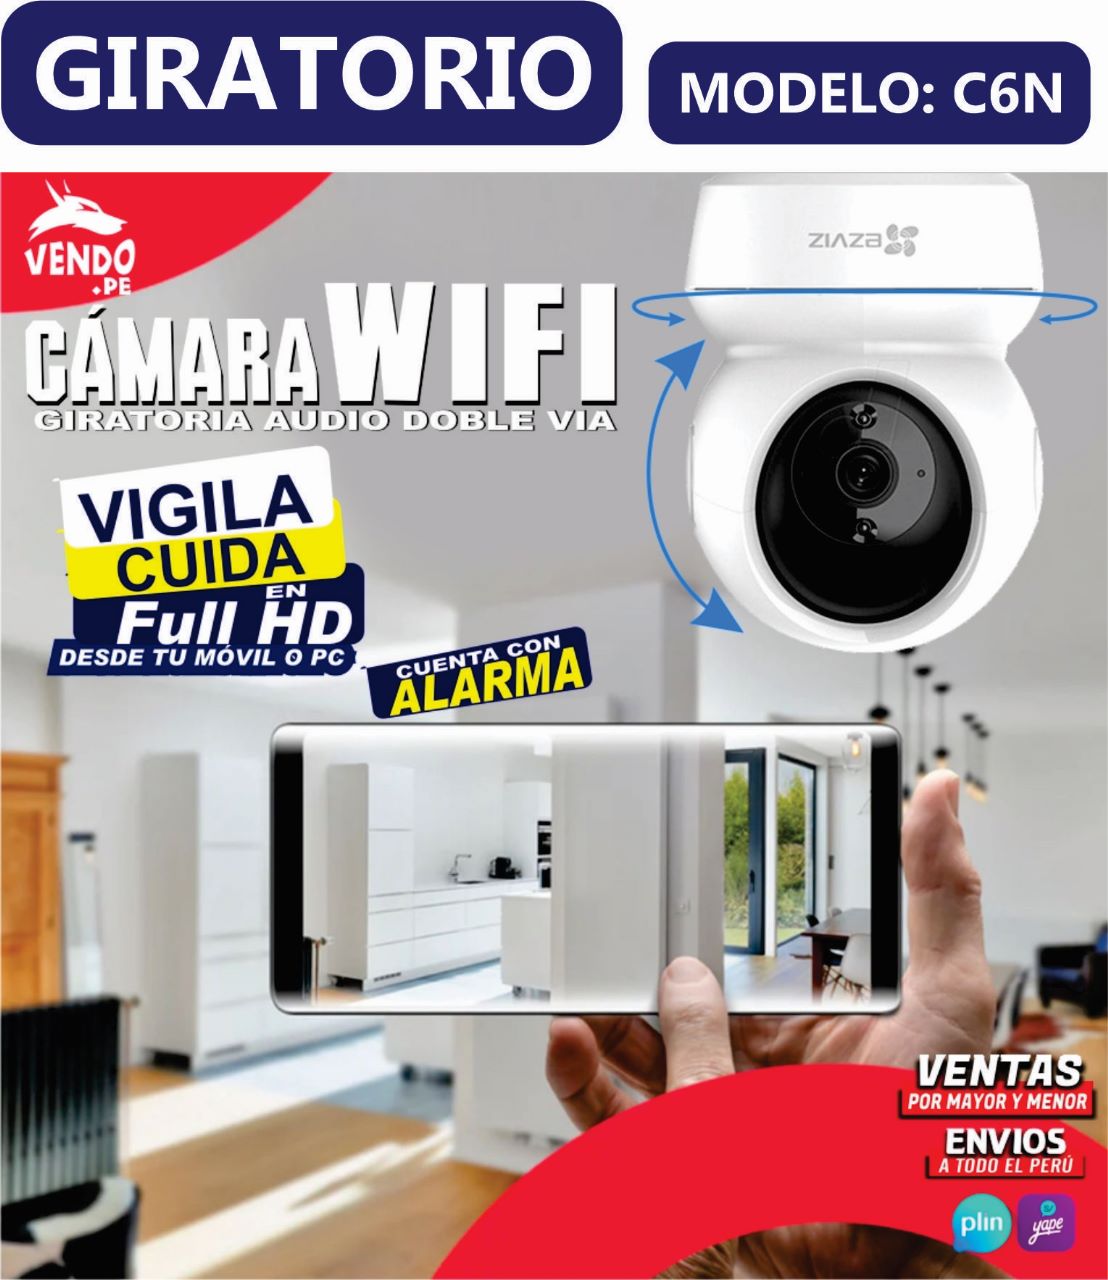 GIRATORIO
MODELO: C6N
VENDO
.PE
EZVIZ
CÁMARA WIFI
GIRATORIA AUDIO DOBLE VIA
VIGILA
CUIDA
EN
Full HD
DESDE TU MÓVIL O PC
CUENTA CON
ALARMA
VENTAS
POR MAYOR Y MENOR
ENVIOS
A TODO EL PERÚ
plin
yape